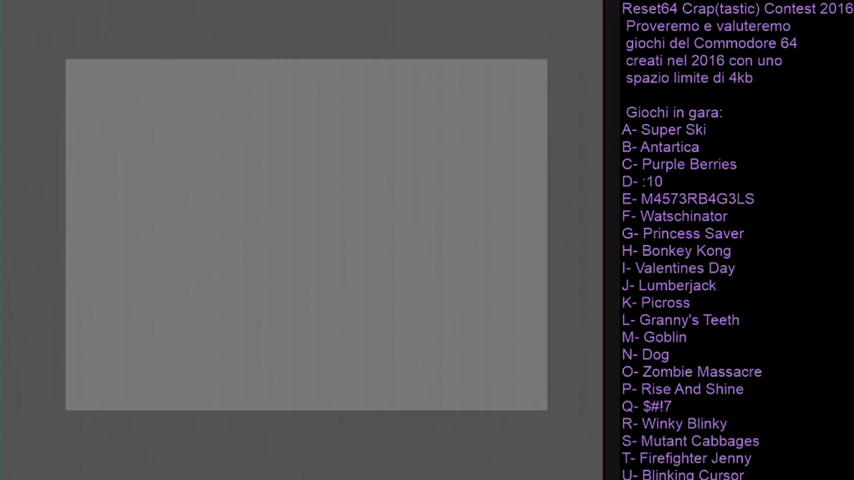 Reset64 Crap(tastic) Contest 2016
Proveremo e valuteremo
giochi del Commodore 64
creati nel 2016 con uno
spazio limite di 4kb
Giochi in gara:
A- Super Ski
B- Antartica
C- Purple Berries
D- :10
E- M4573RB4G3LS
F- Watschinator
G- Princess Saver
H- Bonkey Kong
I- Valentines Day
J- Lumberjack
K- Picross
L- Granny's Teeth
M- Goblin
N- Dog
O- Zombie Massacre
P- Rise And Shine
Q- $#!7
R- Winky Blinky
S- Mutant Cabbages
T- Firefighter Jenny
U- Blinking Cursor